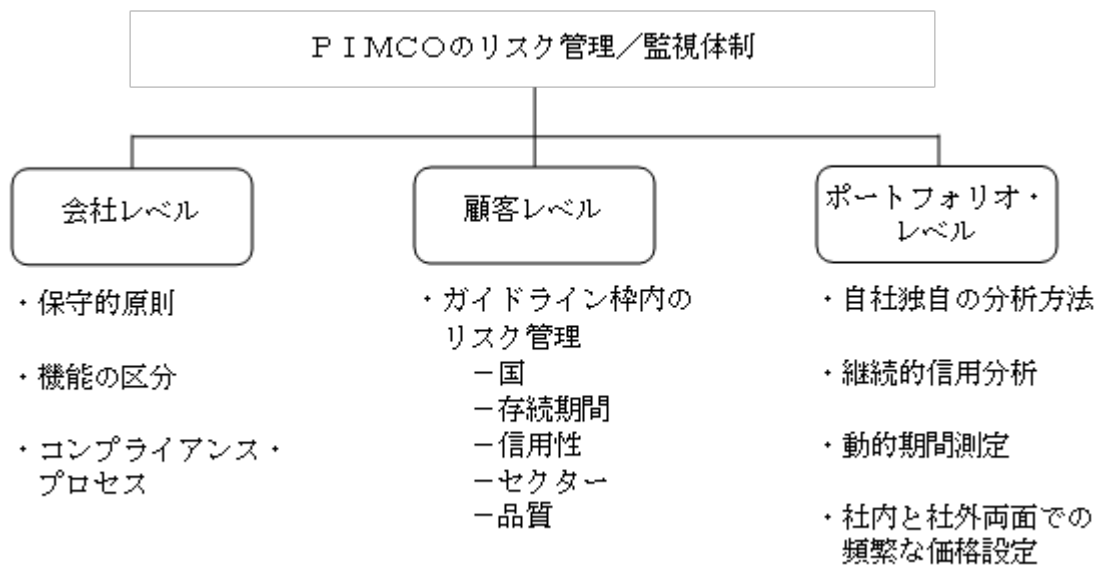 ＰＩＭＣＯのリスク管理／監視体制
会社レベル
・保守的原則
・機能の区分
・コンプライアンス・
プロセス
顧客レベル
・ガイドライン枠内の
リスク管理
－国
－存続期間
－信用性
－セクター
－品質
ポートフォリオ・
レベル
・自社独自の分析方法
・継続的信用分析
・動的期間測定
・社内と社外両面での
頻繁な価格設定